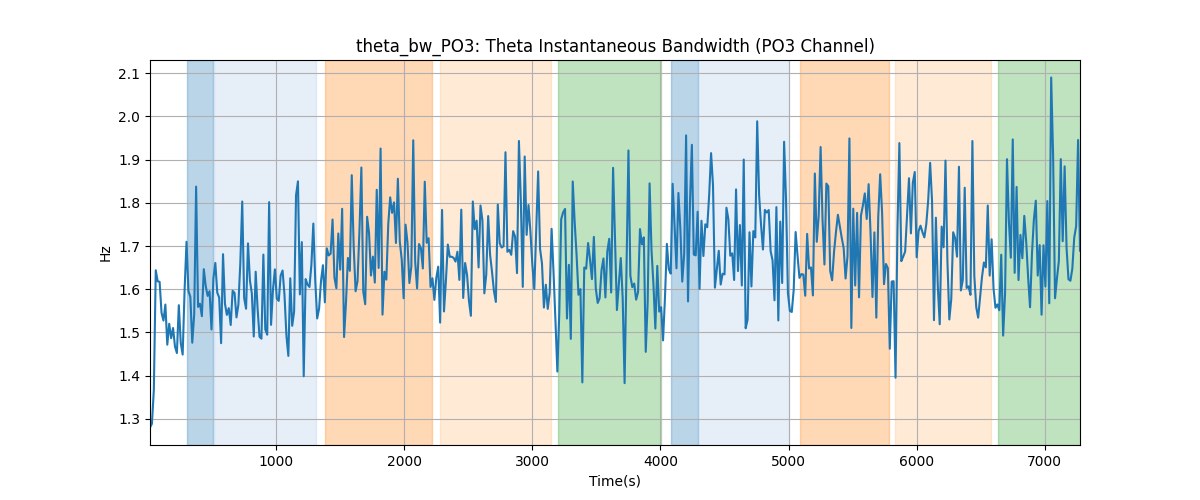 theta_bw_PO3: Theta Instantaneous Bandwidth (PO3 Channel)
2.1
2.0
1.9
1.8
1.7
1.6
1.5
1.4
1.3
Hz
1000 2000 3000 4000 5000 6000 7000
Time(s)